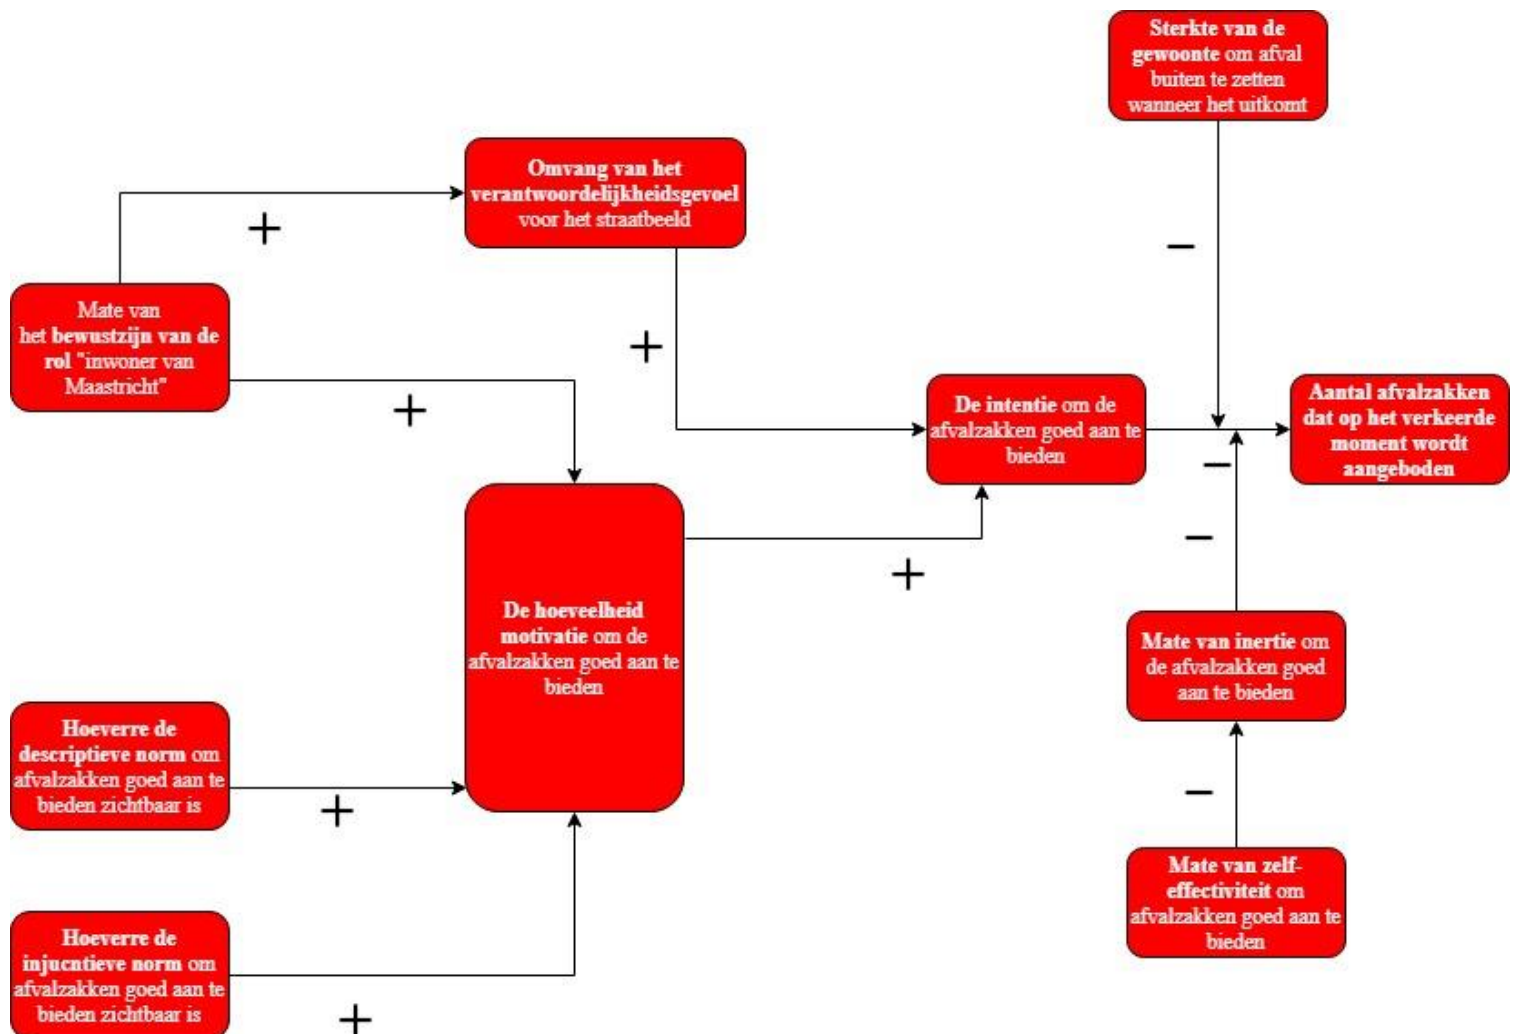 Sterkte van de
gewoonte om afval
buiten te zetten
wanneer het uitkomt
Omvang van het
verantwoordelijkheidsgevoel
voor het straatbeeld
+
−
Mate van
het bewustzijn van de
rol "inwoner van
Maastricht"
+
+
De intentie om de
afvalzakken goed aan te
bieden
Aantal afvalzakken
dat op het verkeerde
moment wordt
aangeboden
−
−
+
De hoeveelheid
motivatie om de
afvalzakken goed aan te
bieden
Mate van inertie om
de afvalzakken goed
aan te bieden
Hoeverre de
descriptieve norm om
afvalzakken goed aan te
bieden zichtbaar is
+
−
Mate van zelf-
effectiviteit om
afvalzakken goed aan te
bieden
Hoeverre de
injucntieve norm om
afvalzakken goed aan te
bieden zichtbaar is
+